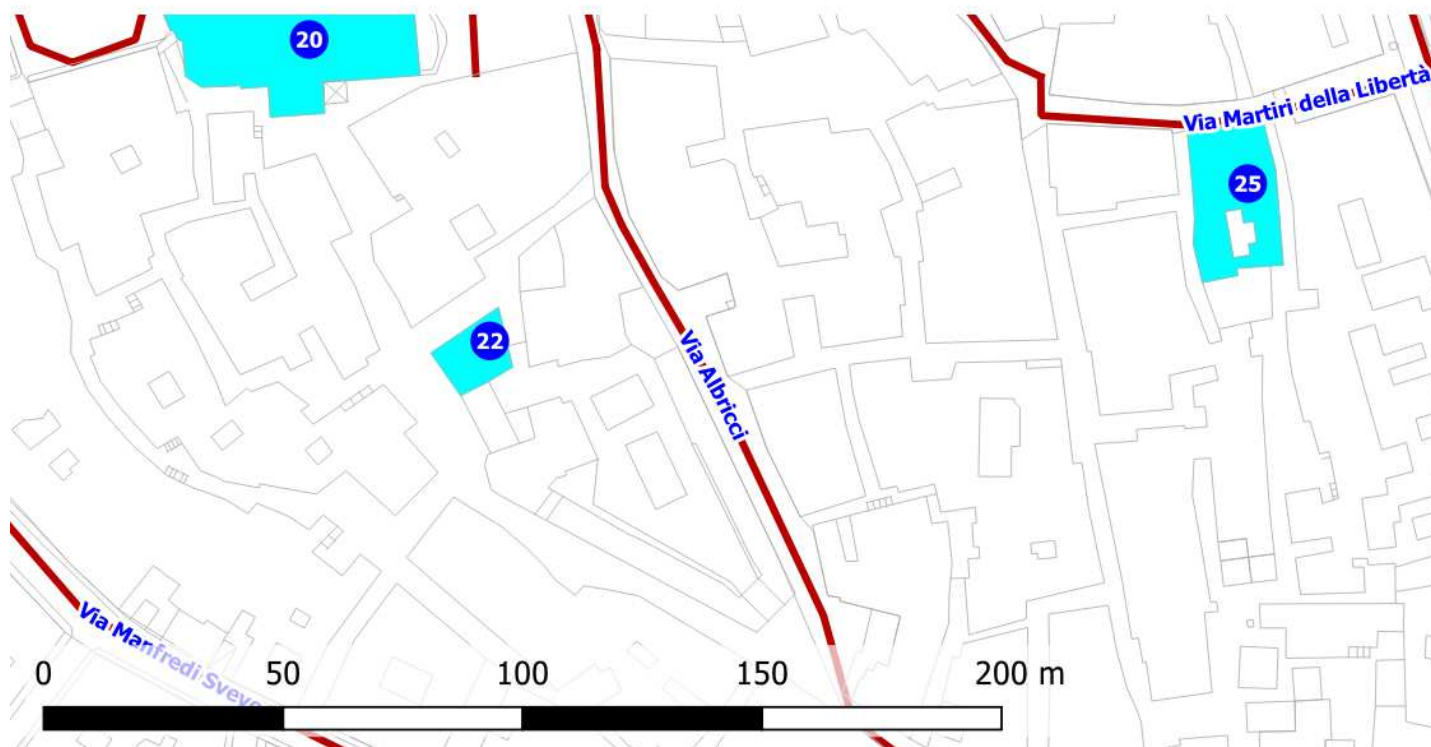 20
Via Martiri della Libertà
25
22
Via Albricci
Via Manfredi Svevo
0 50 100 150 200 m